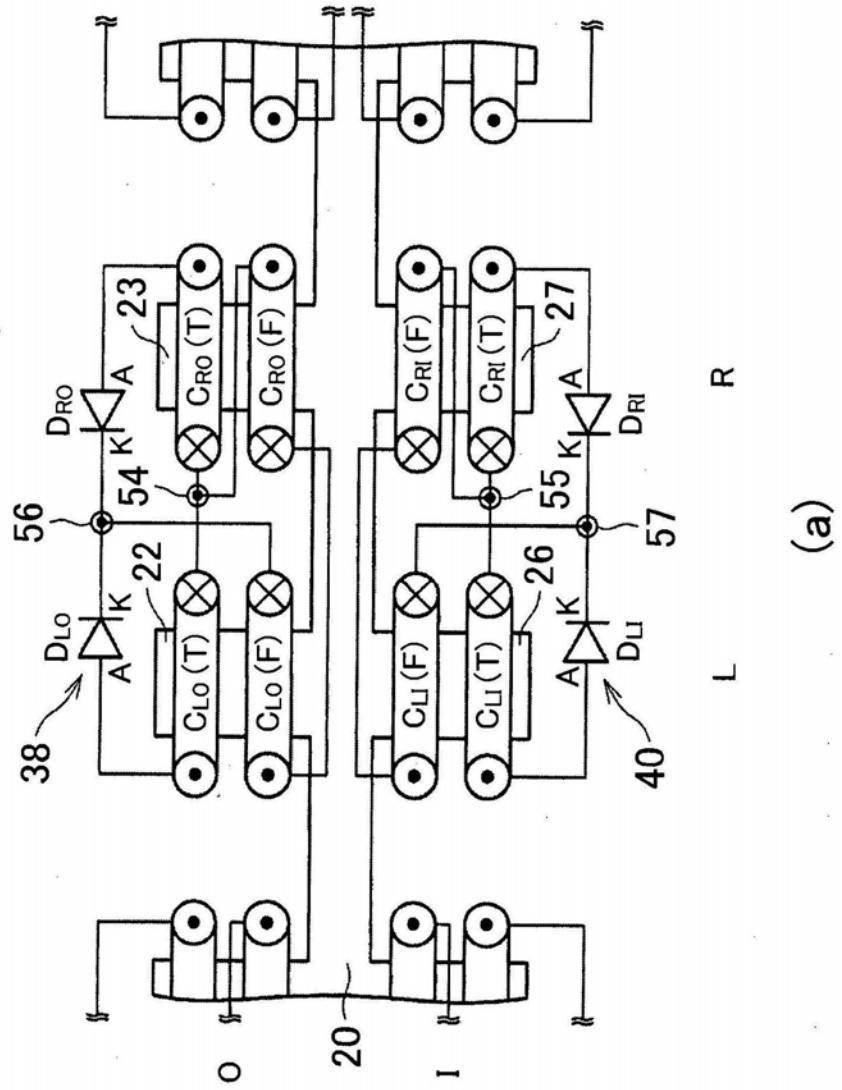 38
DLO
56
DRO
A
K
K
A
22
54
23
CLO(T)
CRO(T)
CLO(F)
CRO(F)
O
20
I
CLI(F)
CRI(F)
CLI(T)
CRI(T)
26
55
27
A
K
K
A
40
DLI
57
DRI
L
R
(a)